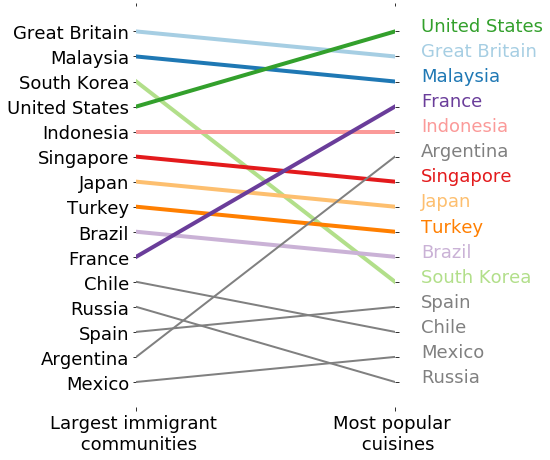 Great Britain
Malaysia
South Korea
United States
Indonesia
Singapore
Japan
Turkey
Brazil
France
Chile
Russia
Spain
Argentina
Mexico
United States
Great Britain
Malaysia
France
Indonesia
Argentina
Singapore
Japan
Turkey
Brazil
South Korea
Spain
Chile
Mexico
Russia
Largest immigrant
communities
Most popular
cuisines